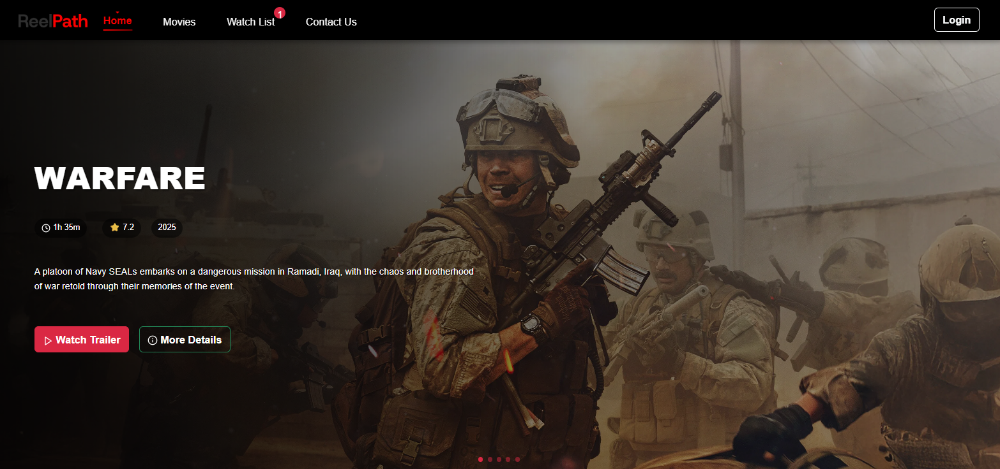 ReelPath
Home
Movies
Watch List
1
Contact Us
Login
WARFARE
1h 35m
7.2
2025
A platoon of Navy SEALs embarks on a dangerous mission in Ramadi, Iraq, with the chaos and brotherhood
of war retold through their memories of the event.
Watch Trailer
More Details